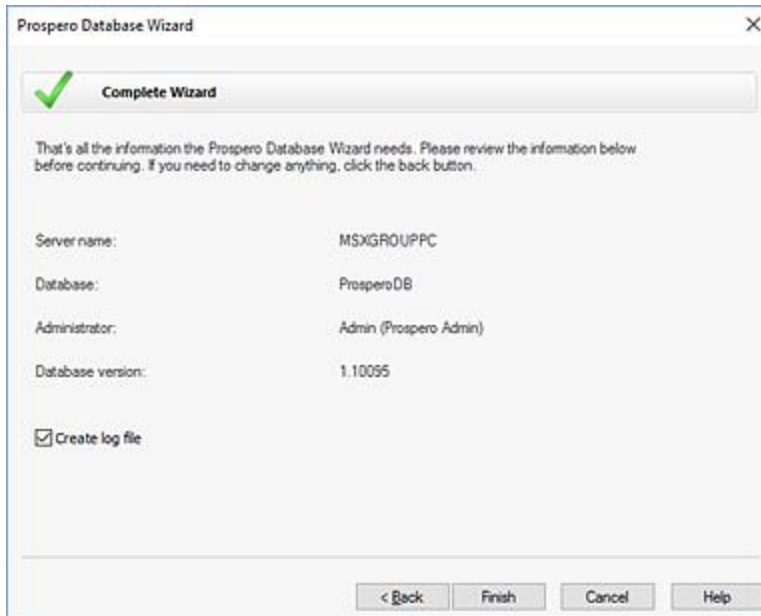 Prospero Database Wizard
Complete Wizard
That's all the information the Prospero Database Wizard needs. Please review the information below
before continuing. If you need to change anything, click the back button.
Server name: MSXGROUPPC
Database: ProsperoDB
Administrator: Admin (Prospero Admin)
Database version: 1.10095
Create log file
< Back Finish Cancel Help